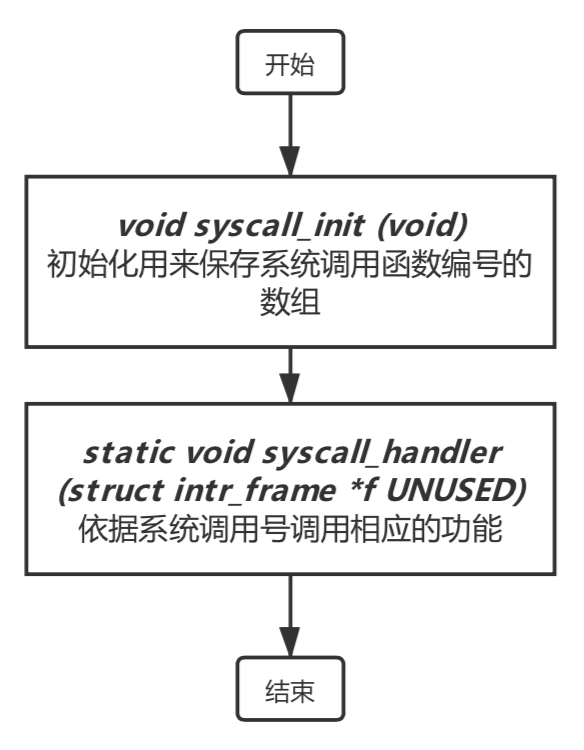 开始
void syscall_init (void)
初始化用来保存系统调用函数编号的
数组
static void syscall_handler
(struct intr_frame *f UNUSED)
依据系统调用号调用相应的功能
结束